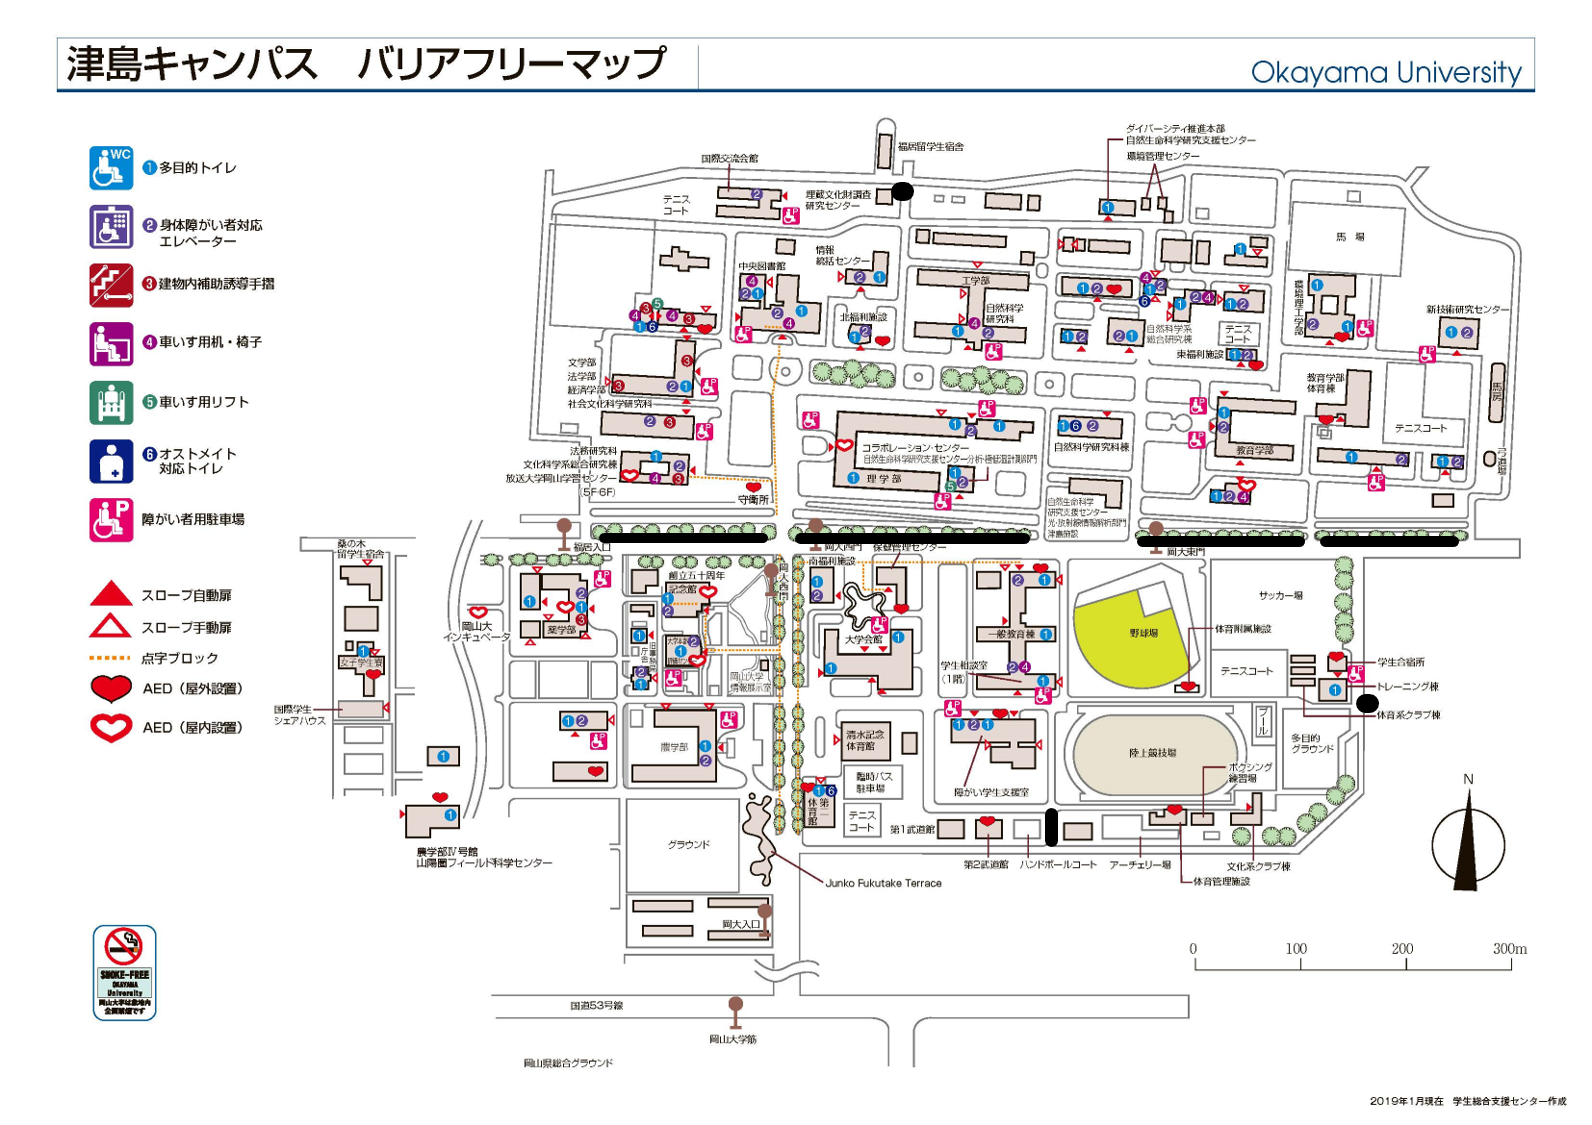 津島キャンパス　バリアフリーマップ
Okayama University
WC
1 多目的トイレ
2 身体障がい者対応
エレベーター
3 建物内補助誘導手摺
4 車いす用机・椅子
5 車いす用リフト
6 オストメイト
対応トイレ
P
障がい者用駐車場
スロープ自動扉
スロープ手動扉
点字ブロック
AED（屋外設置）
AED（屋内設置）
SMOKE-FREE
OKAYAMA
University
岡山大学は敷地内
全面禁煙です
福居留学生宿舎
国際交流会館
テニス
コート
埋蔵文化財調査
研究センター
ダイバーシティ推進本部
自然生命科学研究支援センター
環境管理センター
馬 場
情報
統括センター
中央図書館
工学部
自然科学
研究科
北福利施設
自然科学系
総合研究棟
テニス
コート
東福利施設
環境理工学部
新技術研究センター
文学部
法学部
経済学部
社会文化科学研究科
教育学部
体育棟
馬房
テニスコート
弓道場
法務研究科
文化科学系総合研究棟
放送大学岡山学習センター
（5F・6F）
守衛所
コラボレーション・センター
自然生命科学研究支援センター分析・極低温計測部門
理 学 部
自然科学研究科棟
教育学部
自然生命科学
研究支援センター
光・放射線情報解析部門
津島施設
桑の木
留学生宿舎
福居入口
岡大西門
保健管理センター
岡大東門
南福利施設
創立五十周年
記念館
岡大西門
岡山大
インキュベータ
薬学部
旧事務局庁舎
岡山大学
情報展示室
大学会館
一般教育棟
学生相談室
（1階）
野球場
サッカー場
体育附属施設
テニスコート
学生合宿所
トレーニング棟
体育系クラブ棟
女子学生寮
国際学生
シェアハウス
農学部
清水記念
体育館
臨時バス
駐車場
テニス
コート
第二
体育館
障がい学生支援室
陸上競技場
プール
多目的
グラウンド
ボクシング
練習場
第1武道館
第2武道館
ハンドボールコート
アーチェリー場
文化系クラブ棟
体育管理施設
農学部Ⅳ号館
山陽圏フィールド科学センター
グラウンド
Junko Fukutake Terrace
岡大入口
国道53号線
岡山大学筋
岡山県総合グラウンド
N
0 100 200 300m
2019年1月現在　学生総合支援センター作成